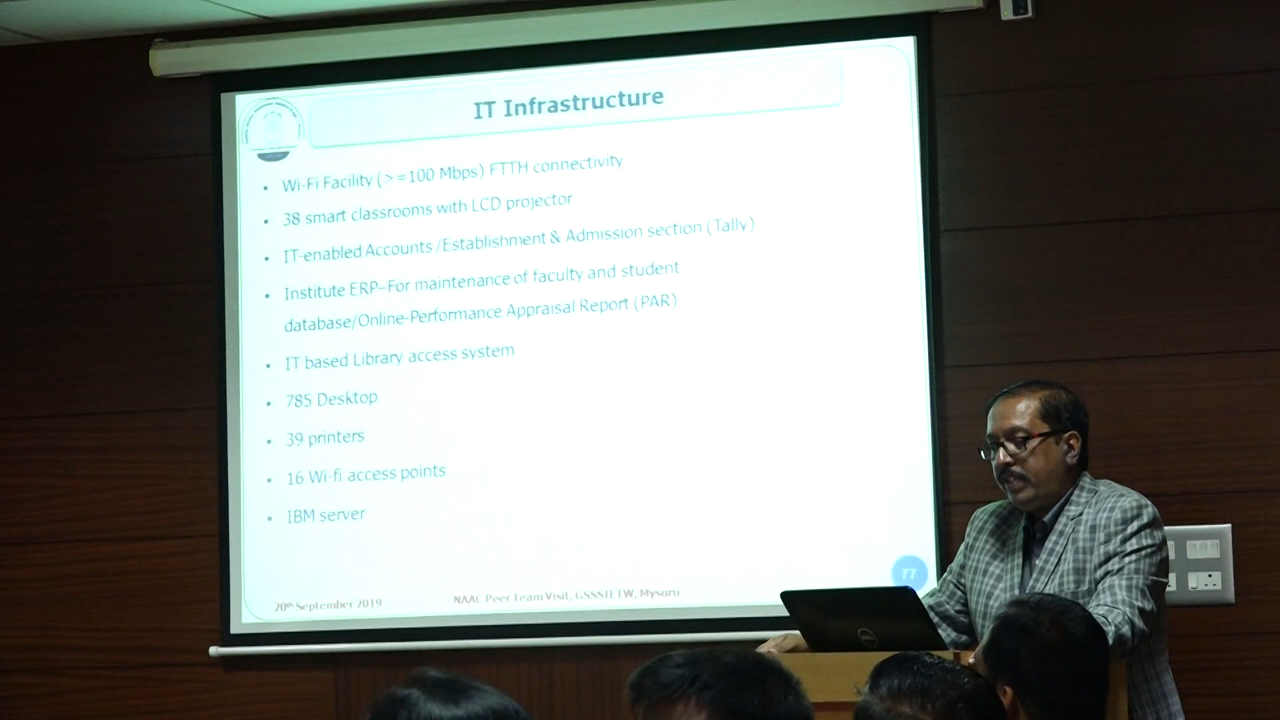 IT Infrastructure
• Wi-Fi Facility (>=100 Mbps) FTTH connectivity
• 38 smart classrooms with LCD projector
• IT-enabled Accounts /Establishment & Admission section (Tally)
• Institute ERP–For maintenance of faculty and student
database/Online-Performance Appraisal Report (PAR)
• IT based Library access system
• 785 Desktop
• 39 printers
• 16 Wi-fi access points
• IBM server
77
20th September 2019
NAAC Peer Team Visit, GSSSIETW, Mysuru
DELL